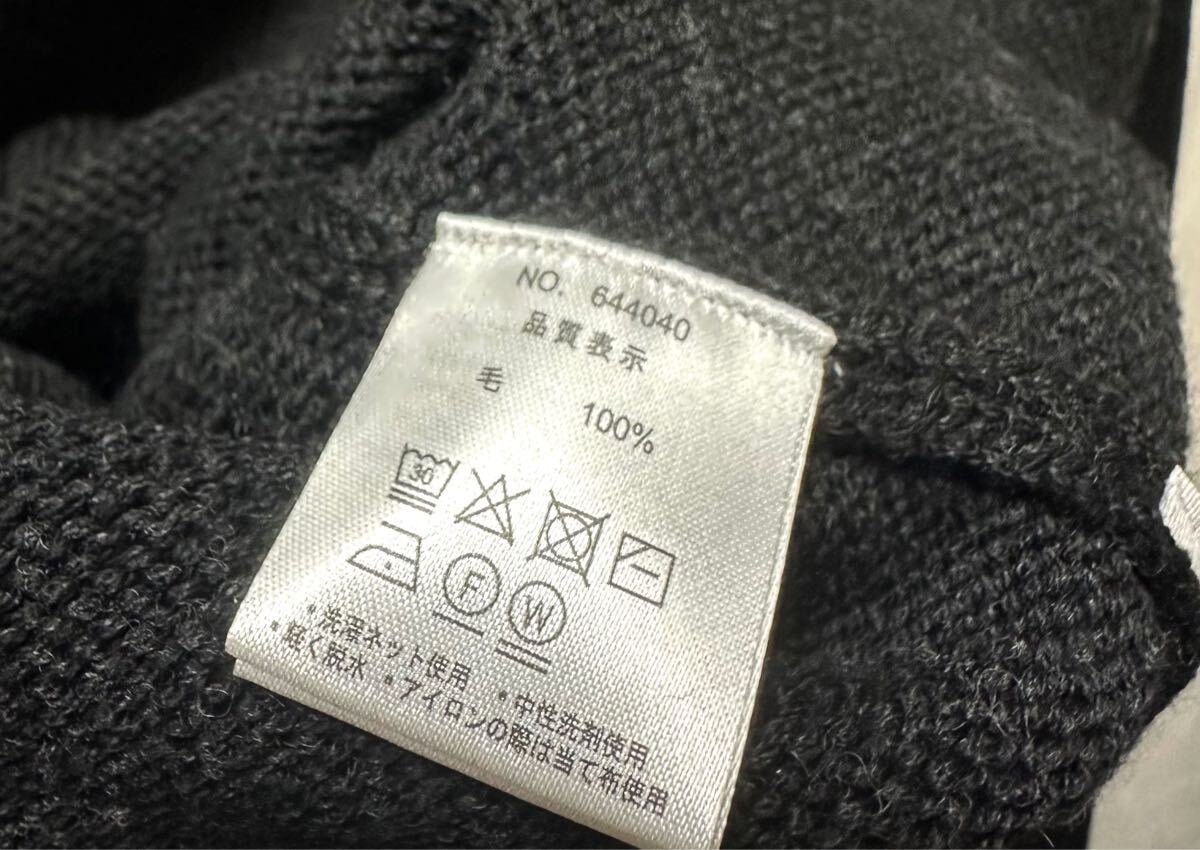 NO. 644040
品質表示
毛 100%
30
F W
・洗濯ネット使用 ・中性洗剤使用
・軽く脱水 ・アイロンの際は当て布使用